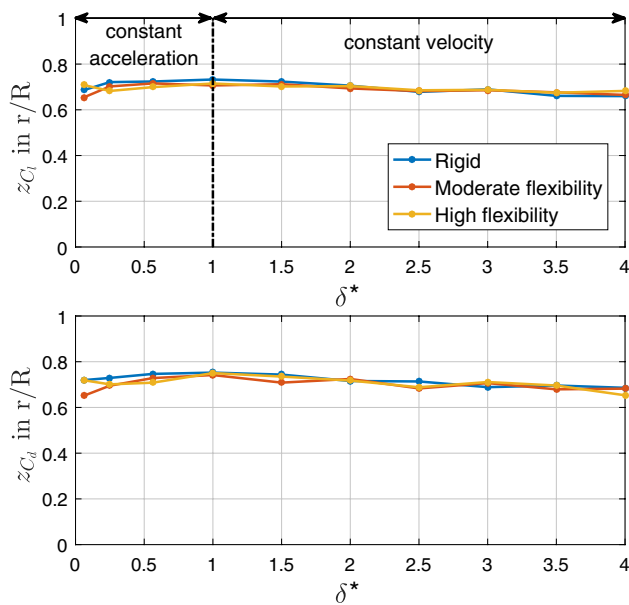 constant acceleration
constant velocity
1
0.8
0.6
0.4
0.2
0
z_{C_l} in r/R
Rigid
Moderate flexibility
High flexibility
0 0.5 1 1.5 2 2.5 3 3.5 4
δ*
1
0.8
0.6
0.4
0.2
0
z_{C_d} in r/R
0 0.5 1 1.5 2 2.5 3 3.5 4
δ*